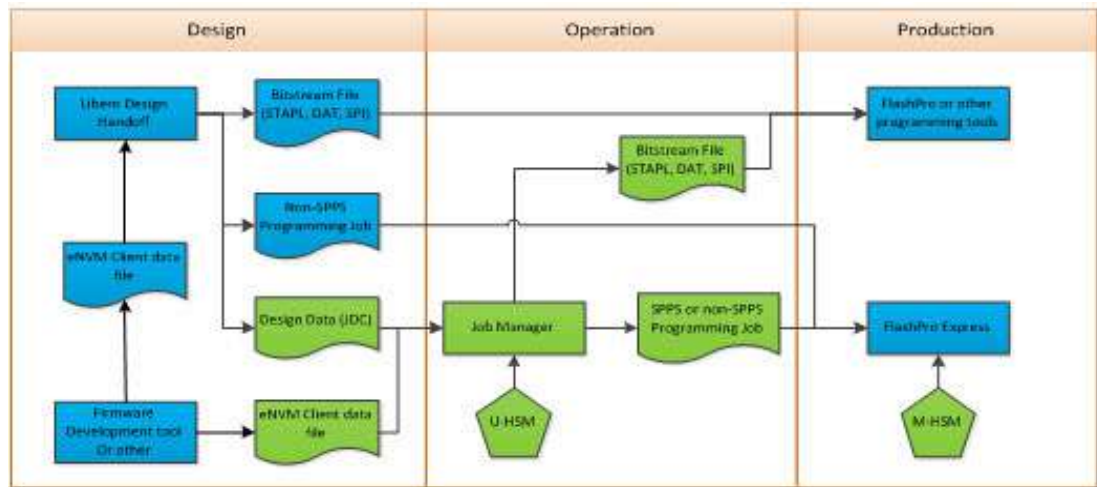 Design
Operation
Production
Libero Design
Handoff
Bitstream File
(STAPL, DAT, SPI)
FlashPro or other
programming tools
Bitstream File
(STAPL, DAT, SPI)
Non-SPPS
Programming Job
eNVM Client data
file
Design Data (JDC)
Job Manager
SPPS or non-SPPS
Programming Job
FlashPro Express
Firmware
Development tool
Or other
eNVM Client data
file
U-HSM
M-HSM